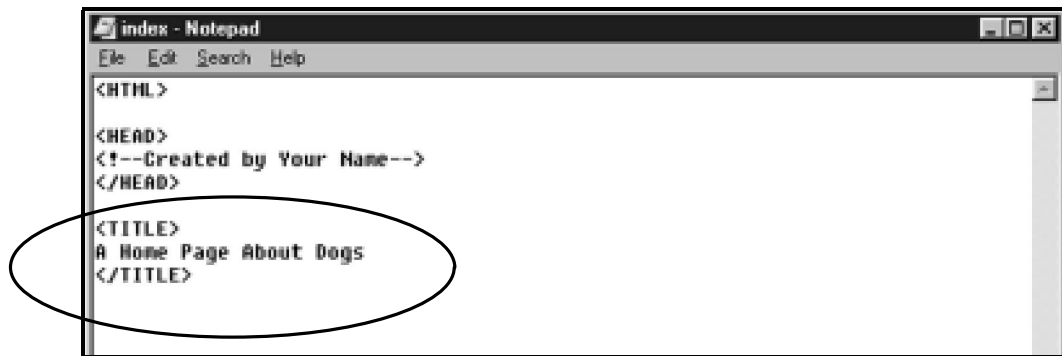 index - Notepad
File Edit Search Help
<HTML>
<HEAD>
<!--Created by Your Name-->
</HEAD>
<TITLE>
A Home Page About Dogs
</TITLE>